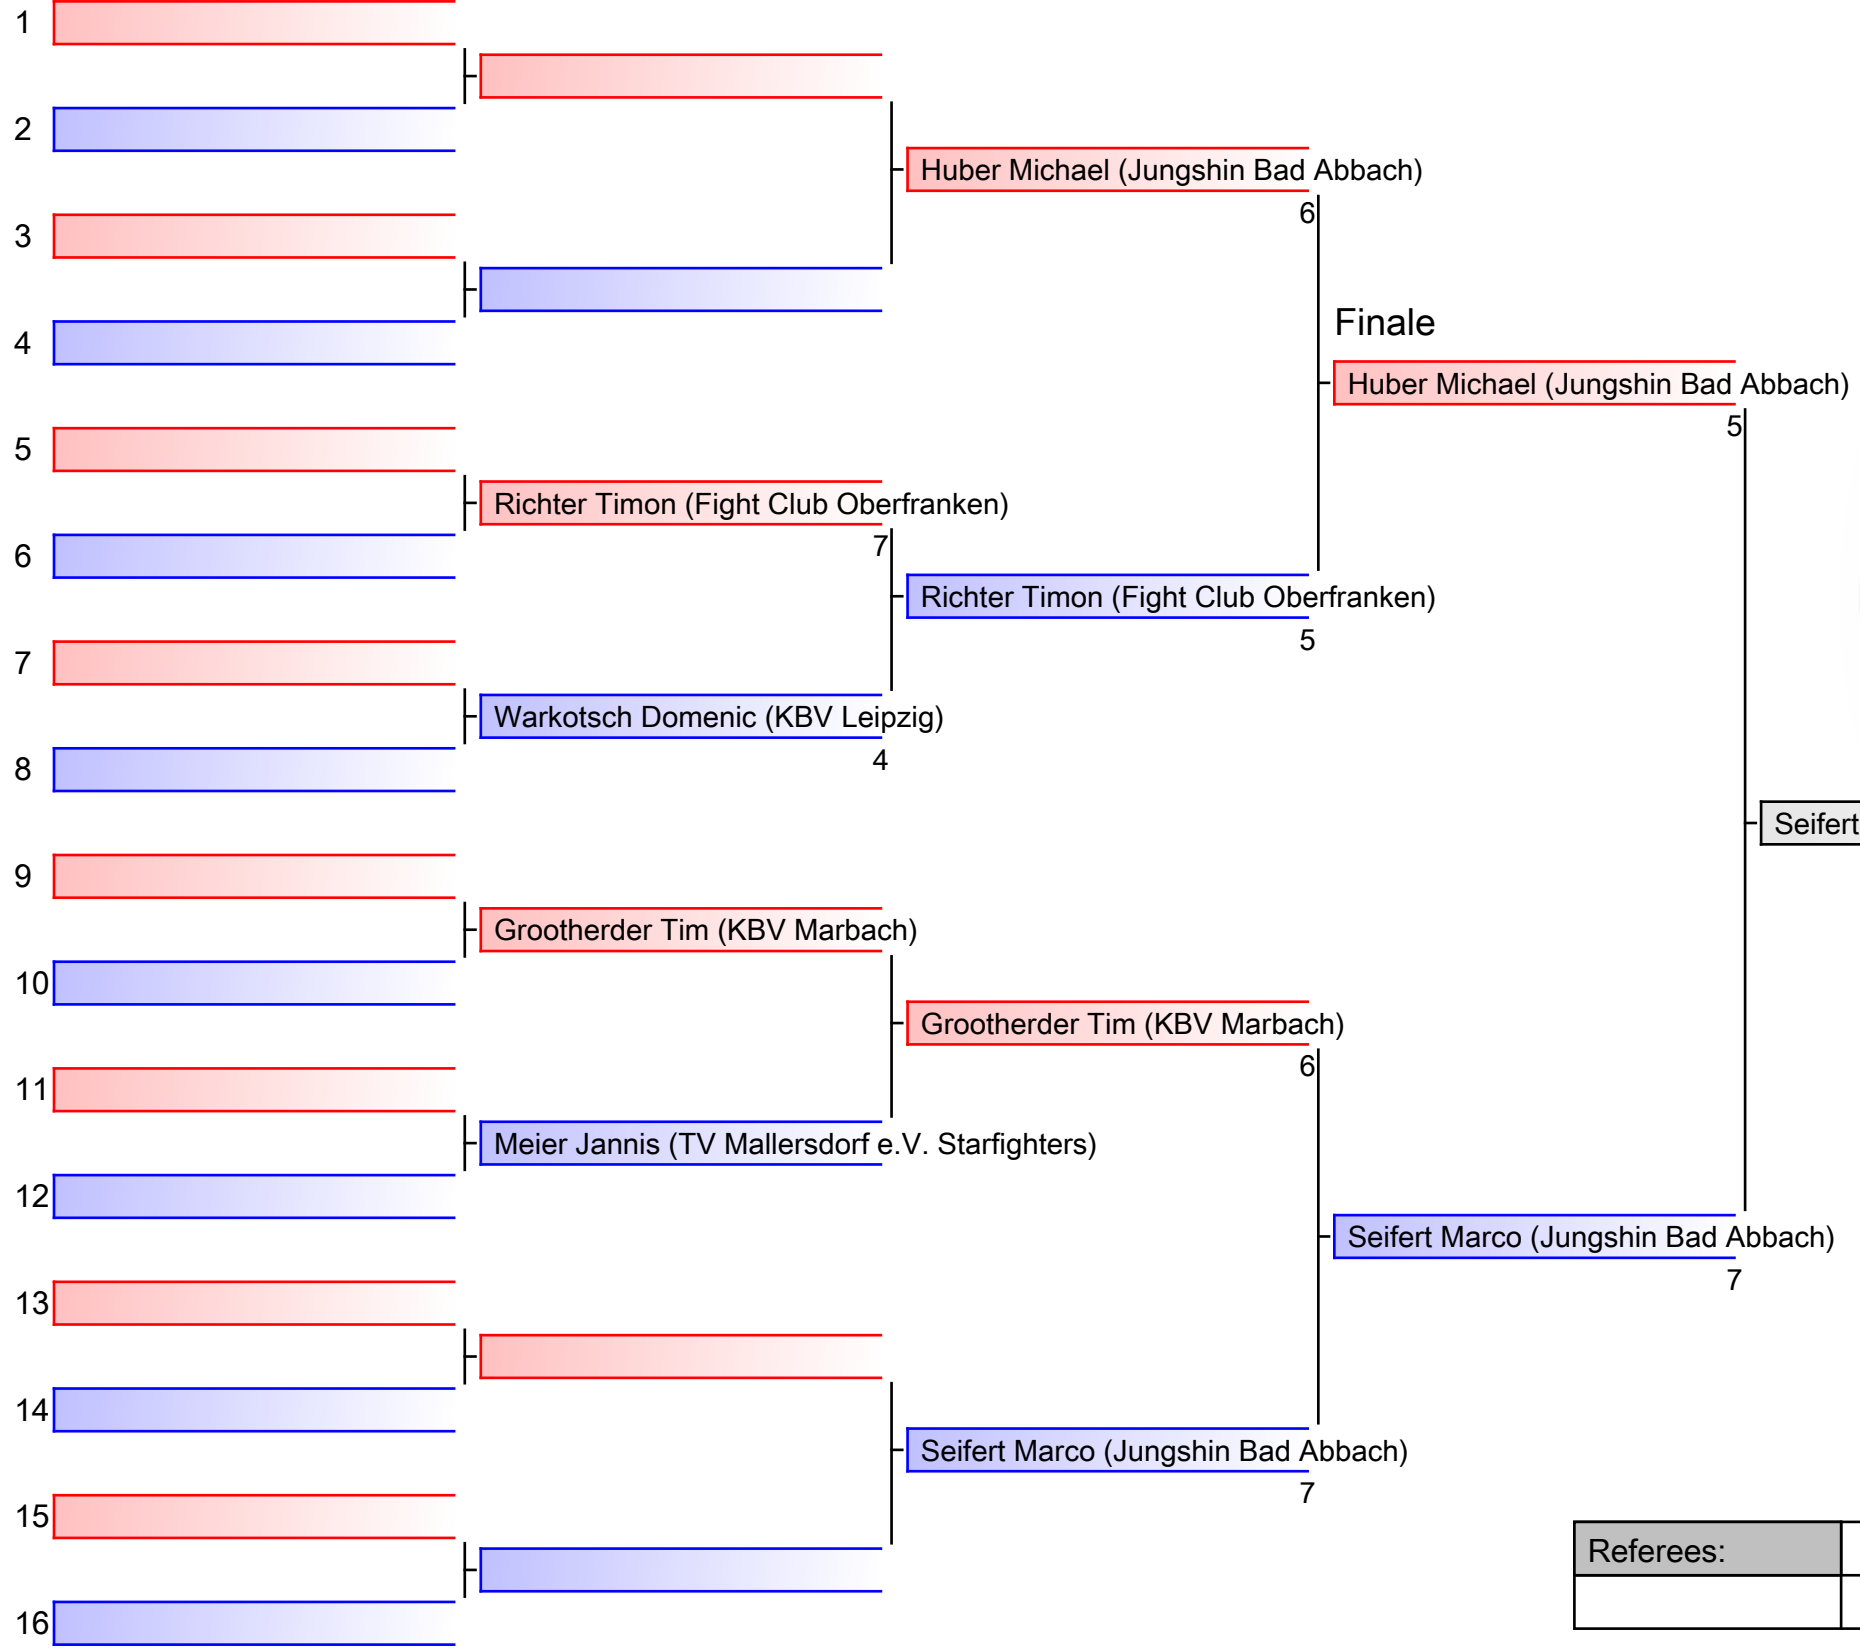 1
2
Huber Michael (Jungshin Bad Abbach)
6
3
Finale
4
Huber Michael (Jungshin Bad Abbach)
5
5
Richter Timon (Fight Club Oberfranken)
7
6
Richter Timon (Fight Club Oberfranken)
5
7
Warkotsch Domenic (KBV Leipzig)
4
8
Seifert
9
Grootherder Tim (KBV Marbach)
10
Grootherder Tim (KBV Marbach)
6
11
Meier Jannis (TV Mallersdorf e.V. Starfighters)
12
Seifert Marco (Jungshin Bad Abbach)
7
13
14
Seifert Marco (Jungshin Bad Abbach)
7
15
Referees:
16